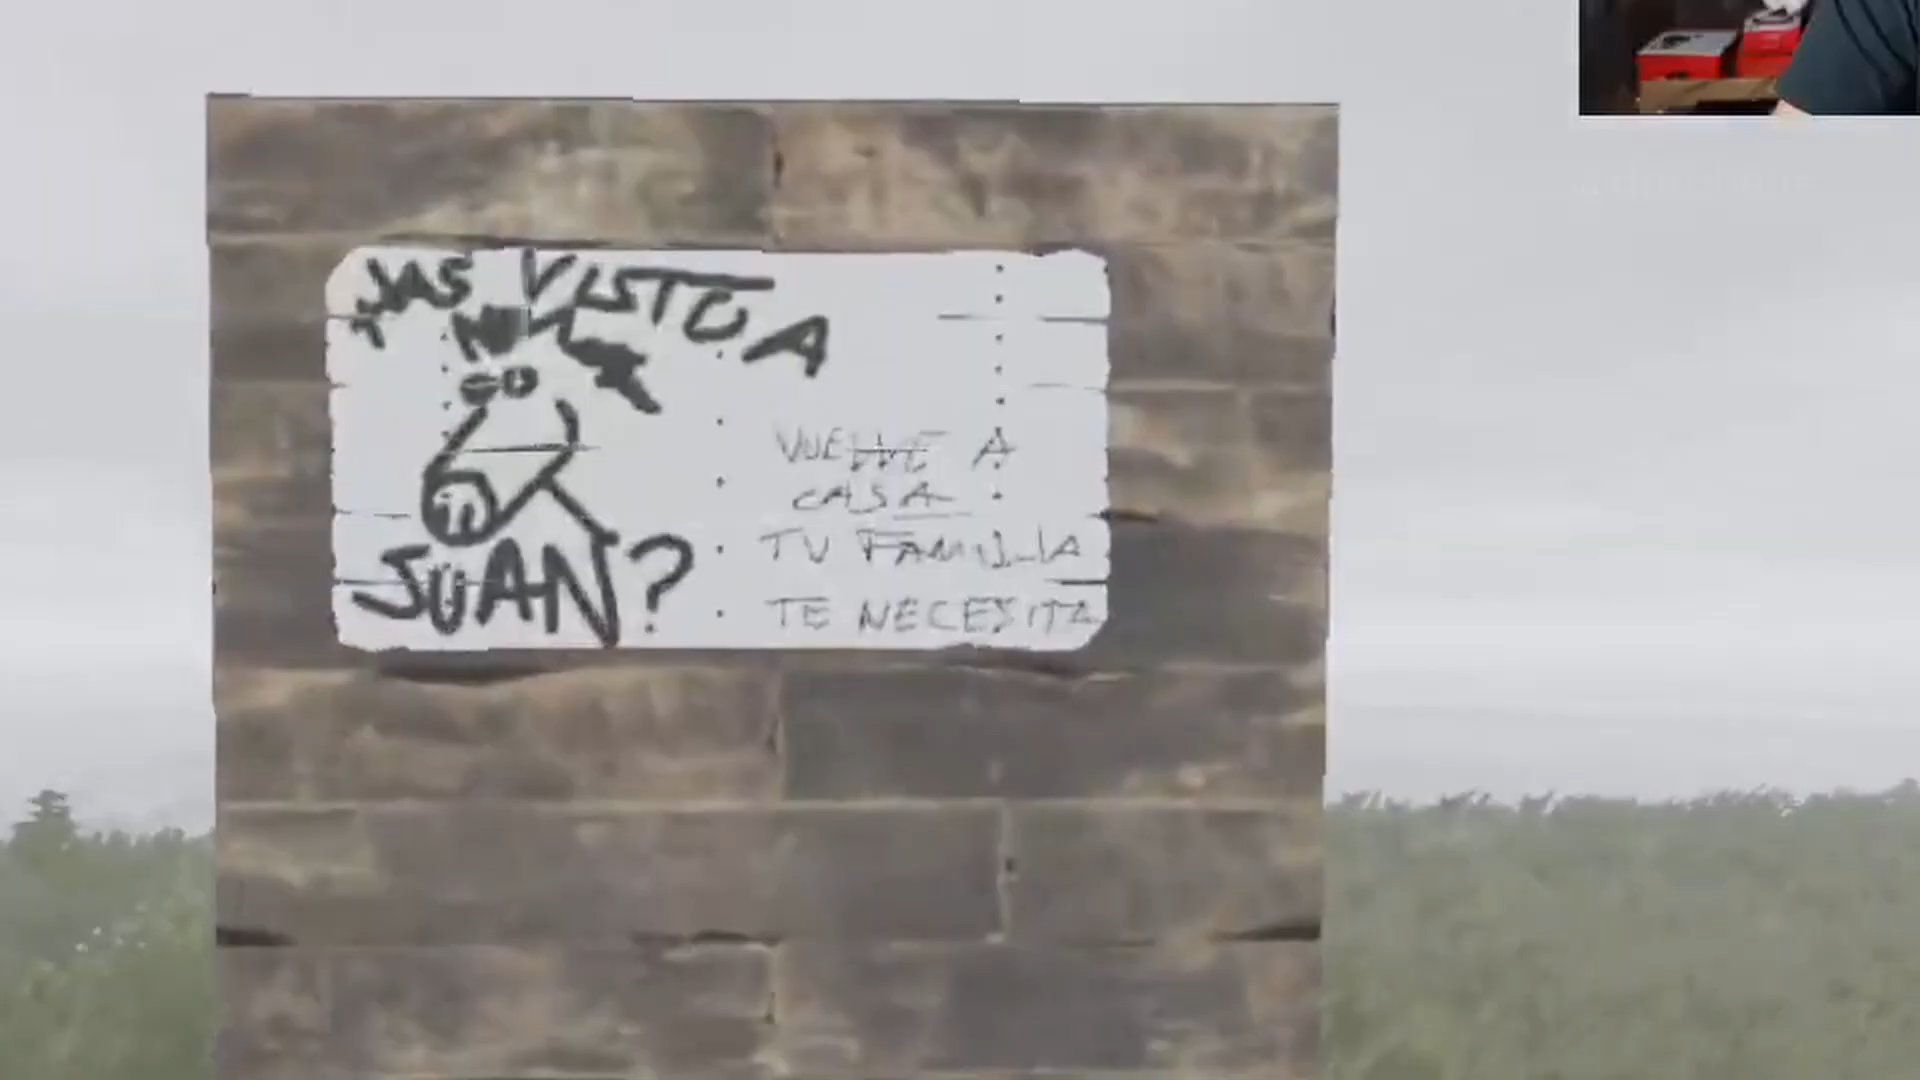 HAS VISTO A
JUAN?
VUELVE A
CASA
TU FAMILIA
TE NECESITA